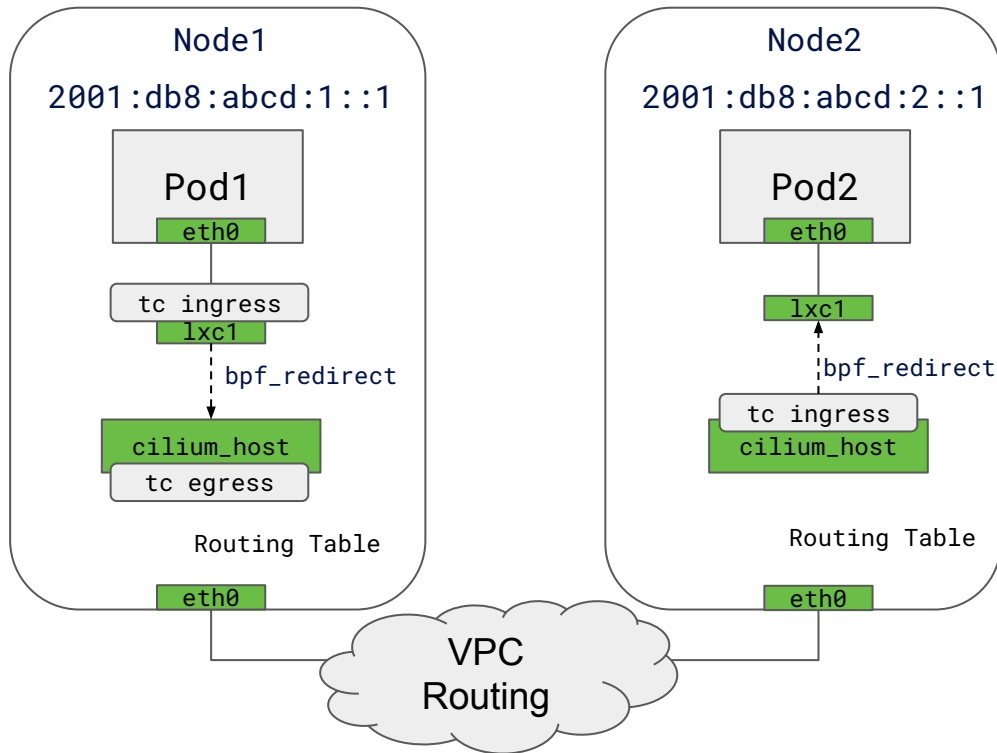 Node1
2001:db8:abcd:1::1
Pod1
eth0
tc ingress
lxc1
bpf_redirect
cilium_host
tc egress
Routing Table
eth0
Node2
2001:db8:abcd:2::1
Pod2
eth0
lxc1
bpf_redirect
tc ingress
cilium_host
Routing Table
eth0
VPC
Routing